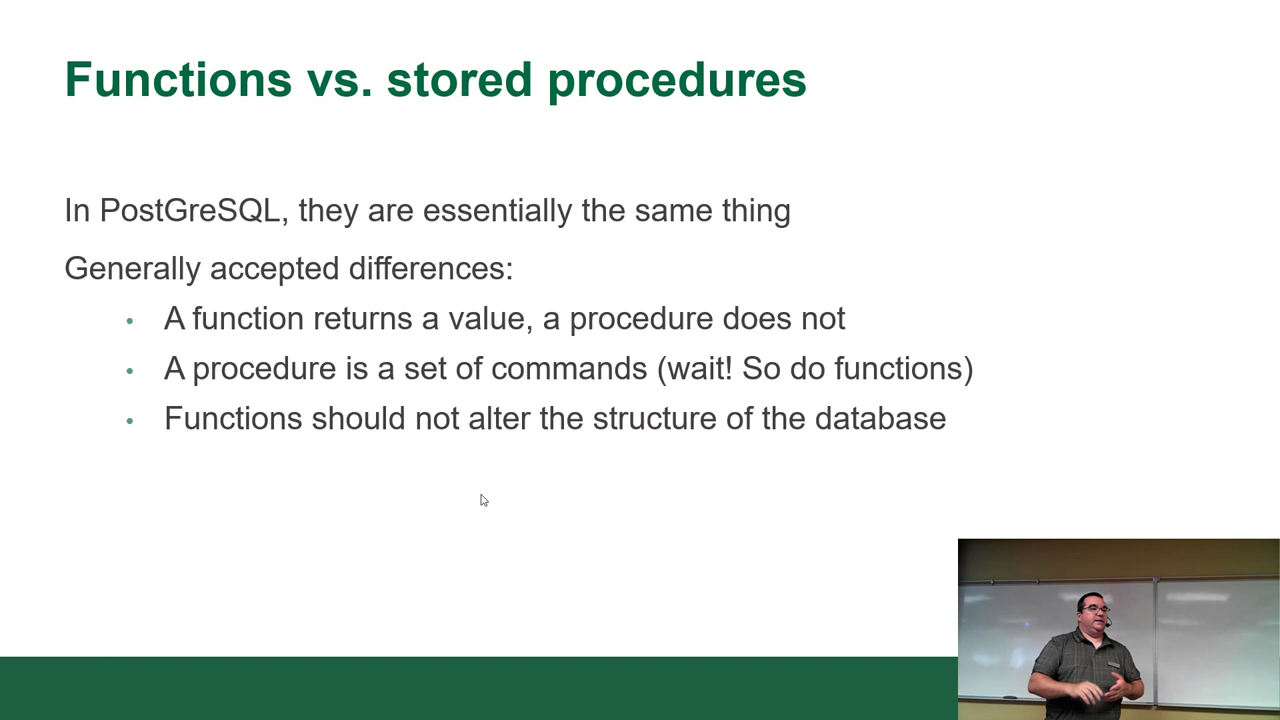 Functions vs. stored procedures
In PostGreSQL, they are essentially the same thing
Generally accepted differences:
• A function returns a value, a procedure does not
• A procedure is a set of commands (wait! So do functions)
• Functions should not alter the structure of the database